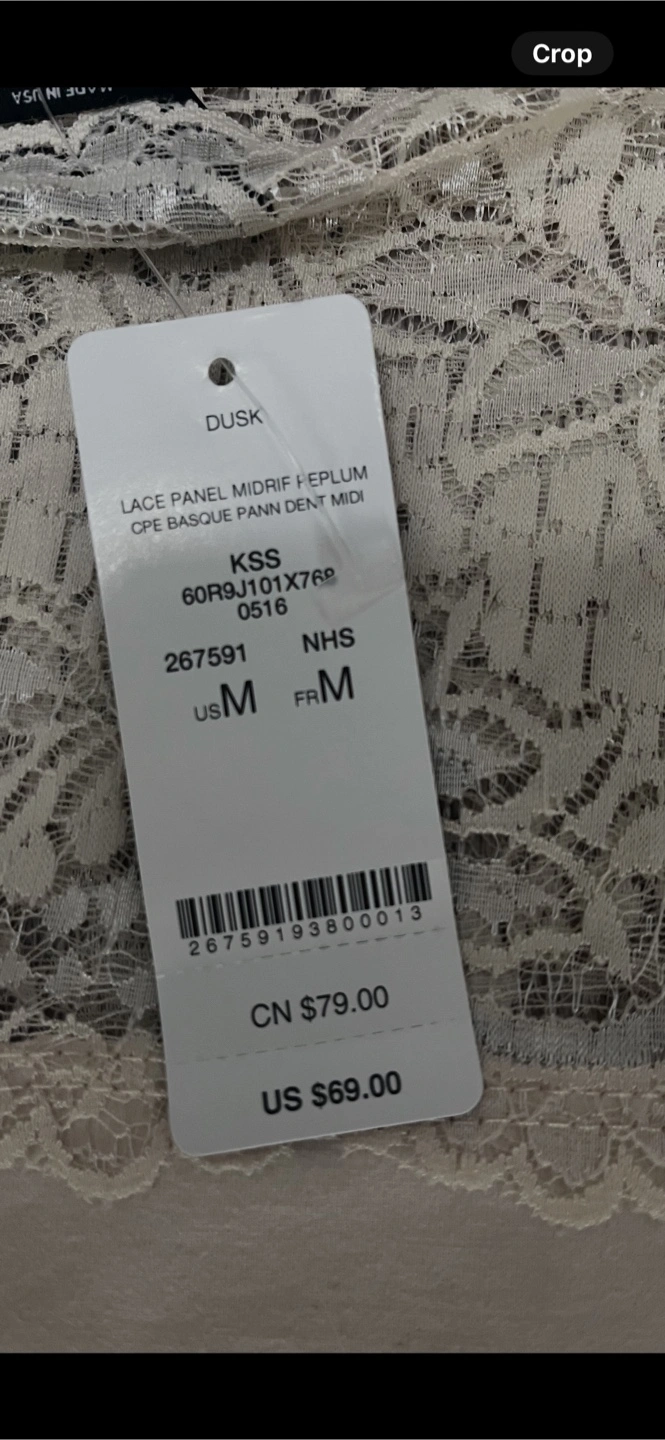 Crop
MADE IN USA
DUSK
LACE PANEL MIDRIF PEPLUM
CPE BASQUE PANN DENT MIDI
KSS
60R9J101X768
0516
267591 NHS
USM FRM
26759193800013
CN $79.00
US $69.00